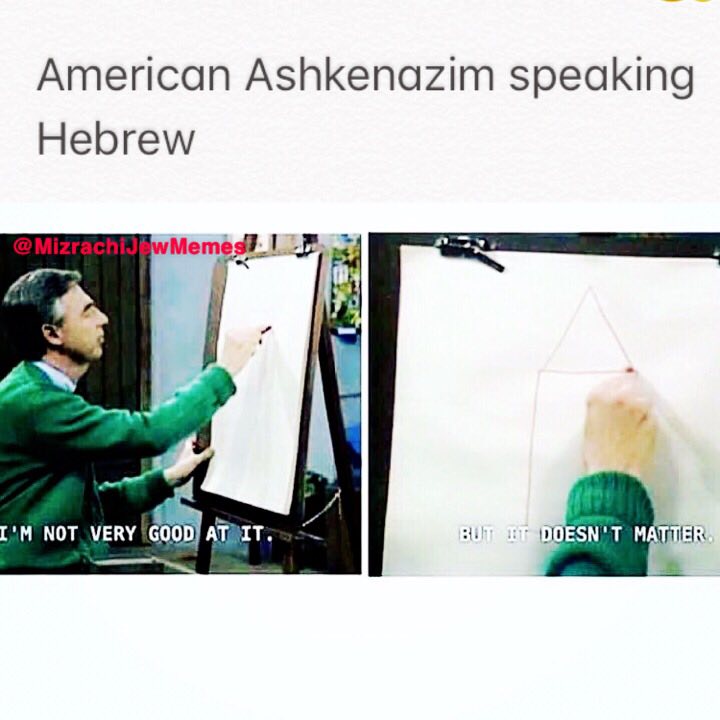 American Ashkenazim speaking
Hebrew
@MizrachiJewMemes
I'M NOT VERY GOOD AT IT.
BUT IT DOESN'T MATTER.